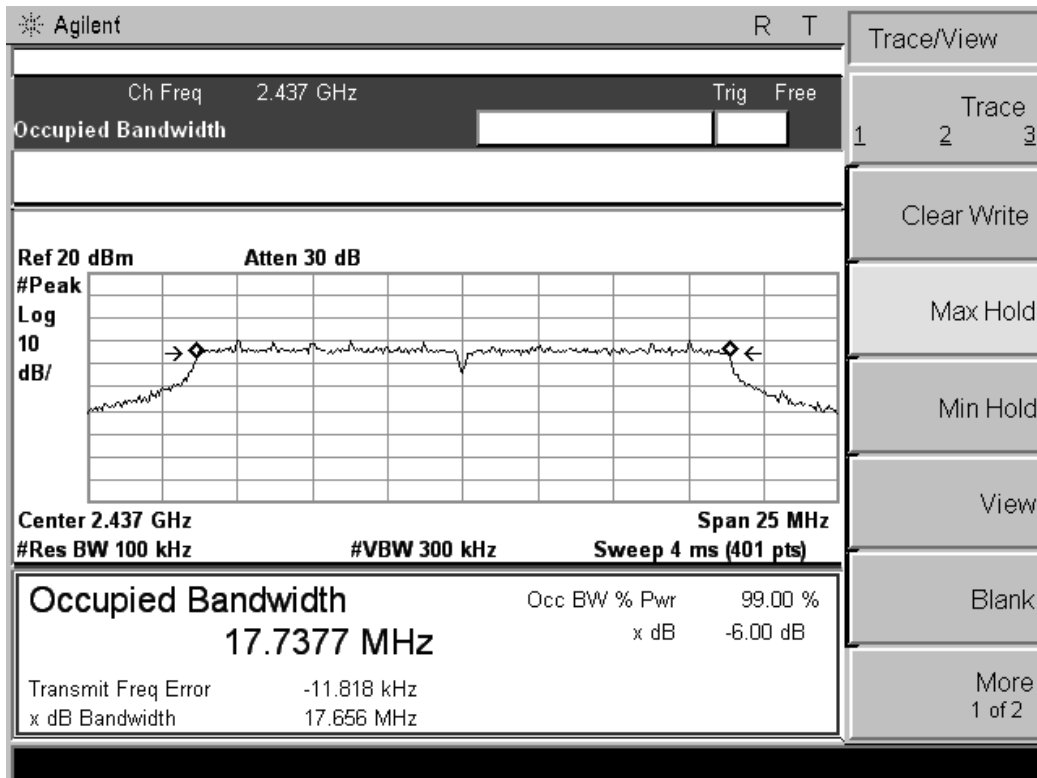 Agilent R T
Ch Freq 2.437 GHz Trig Free
Occupied Bandwidth
Ref 20 dBm Atten 30 dB
#Peak
Log
10
dB/
Center 2.437 GHz Span 25 MHz
#Res BW 100 kHz #VBW 300 kHz Sweep 4 ms (401 pts)
Occupied Bandwidth
17.7377 MHz
Occ BW % Pwr 99.00 %
x dB -6.00 dB
Transmit Freq Error -11.818 kHz
x dB Bandwidth 17.656 MHz
Trace/View
Trace
1 2 3
Clear Write
Max Hold
Min Hold
View
Blank
More
1 of 2